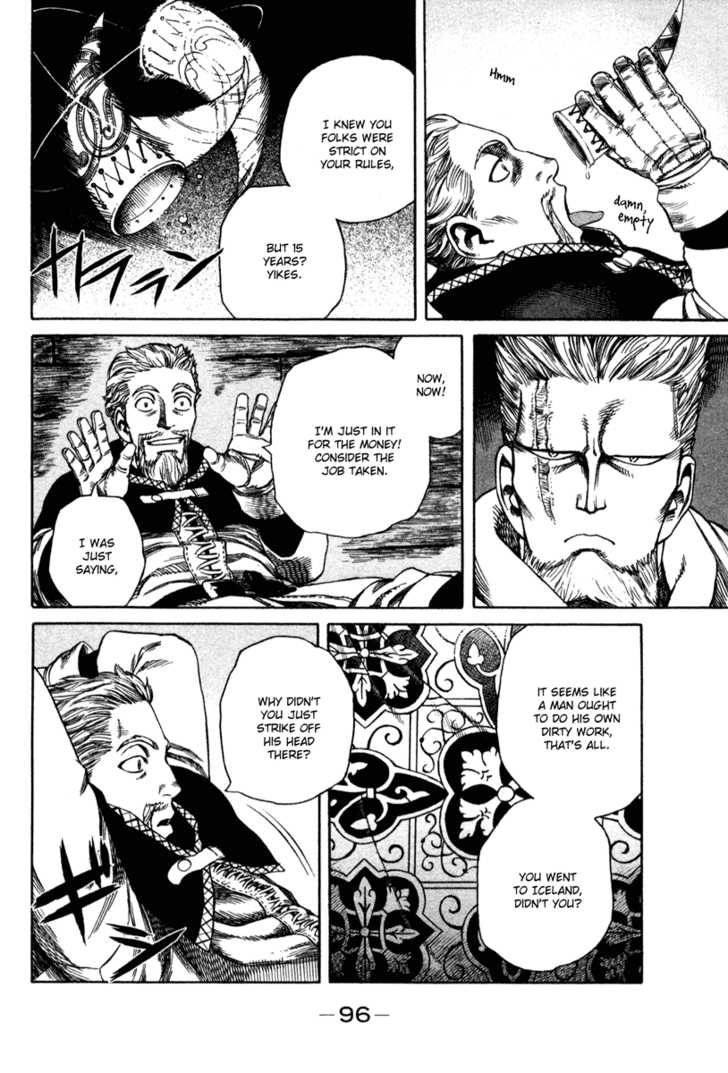 Hmm
damn,
empty
I KNEW YOU
FOLKS WERE
STRICT ON
YOUR RULES,
BUT 15
YEARS?
YIKES.
NOW,
NOW!
I'M JUST IN IT
FOR THE MONEY!
CONSIDER THE
JOB TAKEN.
I WAS
JUST
SAYING,
IT SEEMS LIKE
A MAN OUGHT
TO DO HIS OWN
DIRTY WORK,
THAT'S ALL.
YOU WENT
TO ICELAND,
DIDN'T YOU?
WHY DIDN'T
YOU JUST
STRIKE OFF
HIS HEAD
THERE?
—96—